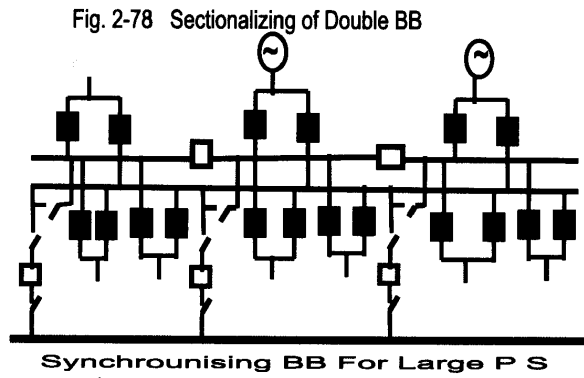 Fig. 2-78 Sectionalizing of Double BB
~
~
Synchrounising BB For Large P S